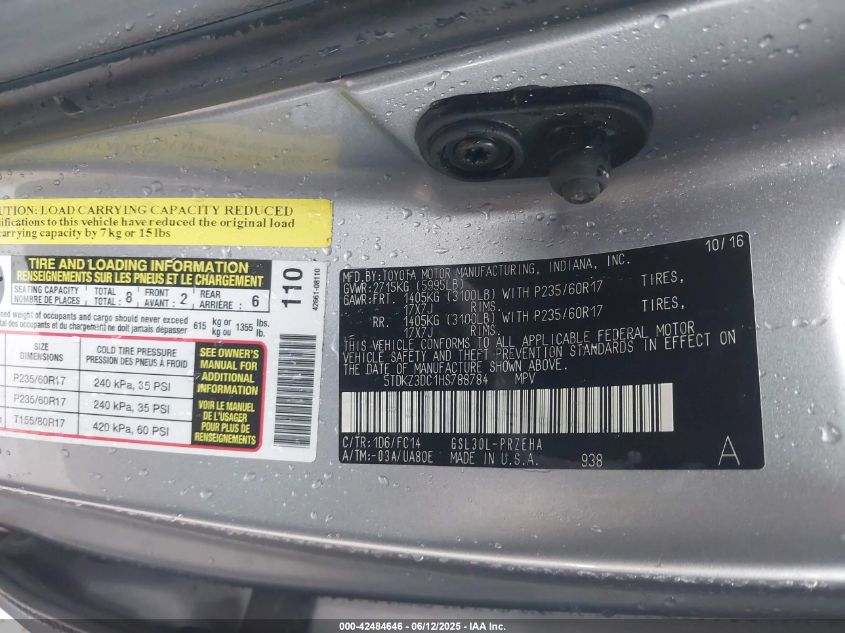 UTION: LOAD CARRYING CAPACITY REDUCED
ifications to this vehicle have reduced the original load
arrying capacity by 7 kg or 15 lbs
TIRE AND LOADING INFORMATION
RENSEIGNEMENTS SUR LES PNEUS ET LE CHARGEMENT
SEATING CAPACITY
NOMBRE DE PLACES
TOTAL : 8
TOTAL :
FRONT
AVANT : 2
REAR
ARRIÈRE : 6
ned weight of occupants and cargo should never exceed
tal des occupants et du chargement ne doit jamais dépasser
615 kg or kg ou 1355 lbs. lb.
SIZE
DIMENSIONS
COLD TIRE PRESSURE
PRESSION DES PNEUS À FROID
P235/60R17
240 kPa, 35 PSI
P235/60R17
240 kPa, 35 PSI
T155/80R17
420 kPa, 60 PSI
SEE OWNER'S
MANUAL FOR
ADDITIONAL
INFORMATION
VOIR LE MANUEL
DE L'USAGER
POUR PLUS DE
RENSEIGNEMENTS
110
42661-08110
10/16
MFD.BY:TOYOTA MOTOR MANUFACTURING, INDIANA, INC.
GVWR:2715KG (5995LB)
GAWR:FRT. 1405KG (3100LB) WITH P235/60R17 TIRES,
17X7J RIMS.
RR. 1405KG (3100LB) WITH P235/60R17 TIRES,
17X7J RIMS.
THIS VEHICLE CONFORMS TO ALL APPLICABLE FEDERAL MOTOR
VEHICLE SAFETY AND THEFT PREVENTION STANDARDS IN EFFECT ON
THE DATE OF MANUFACTURE SHOWN ABOVE.
5TDKZ3DC1HS788784 MPV
C/TR:1D6/FC14 GSL30L-PRZEHA
A/TM:-03A/UA80E MADE IN U.S.A. 938
A
000-42484646 - 06/12/2025 - IAA Inc.